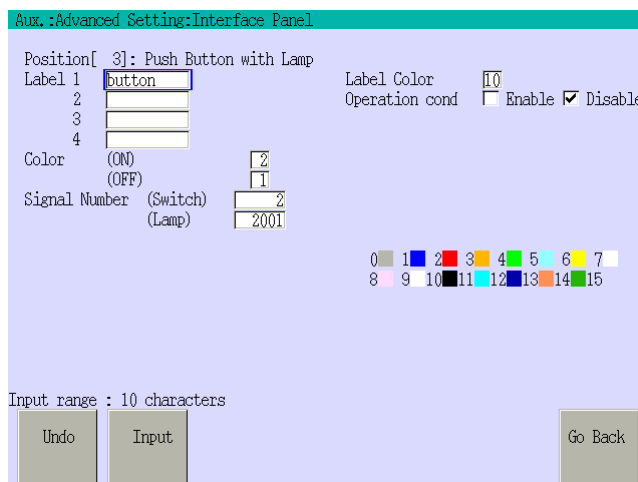 Aux.:Advanced Setting:Interface Panel
Position[ 3]: Push Button with Lamp
Label 1 button Label Color 10
2 Operation cond Enable Disable
3
4
Color (ON) 2
(OFF) 1
Signal Number (Switch) 2
(Lamp) 2001
0 1 2 3 4 5 6 7
8 9 10 11 12 13 14 15
Input range : 10 characters
Undo Input Go Back